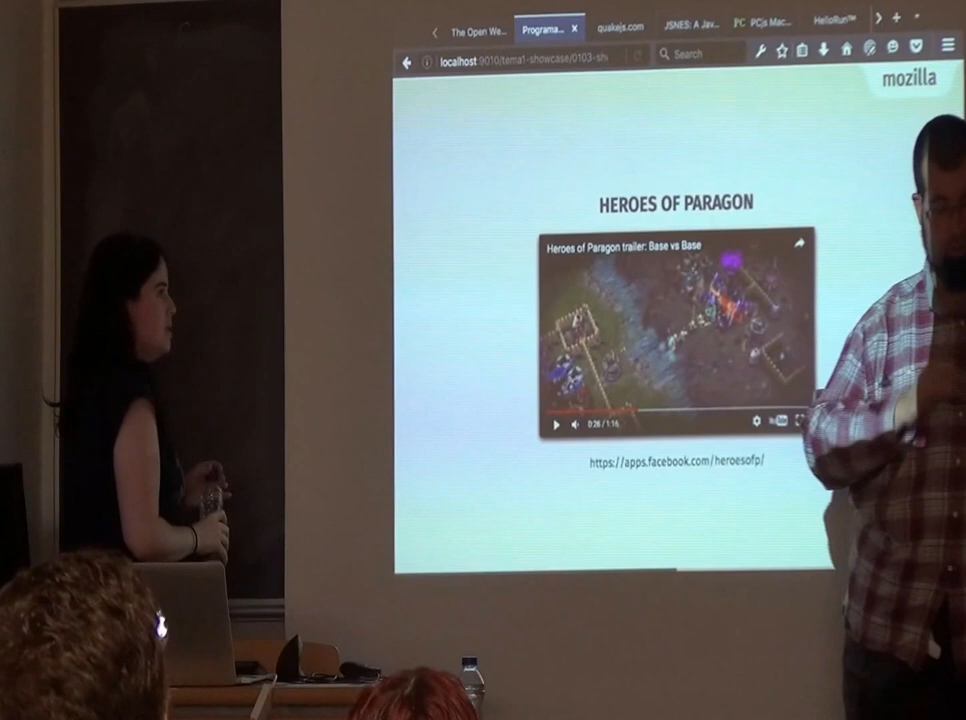 The Open We...
Programa...
quakejs.com
JSNES: A Jav...
PCjs Mac...
HelloRun™
localhost:9010/tema1-showcase/0103-sh
Search
mozilla
HEROES OF PARAGON
Heroes of Paragon trailer: Base vs Base
0:26 / 1:16
https://apps.facebook.com/heroesofp/